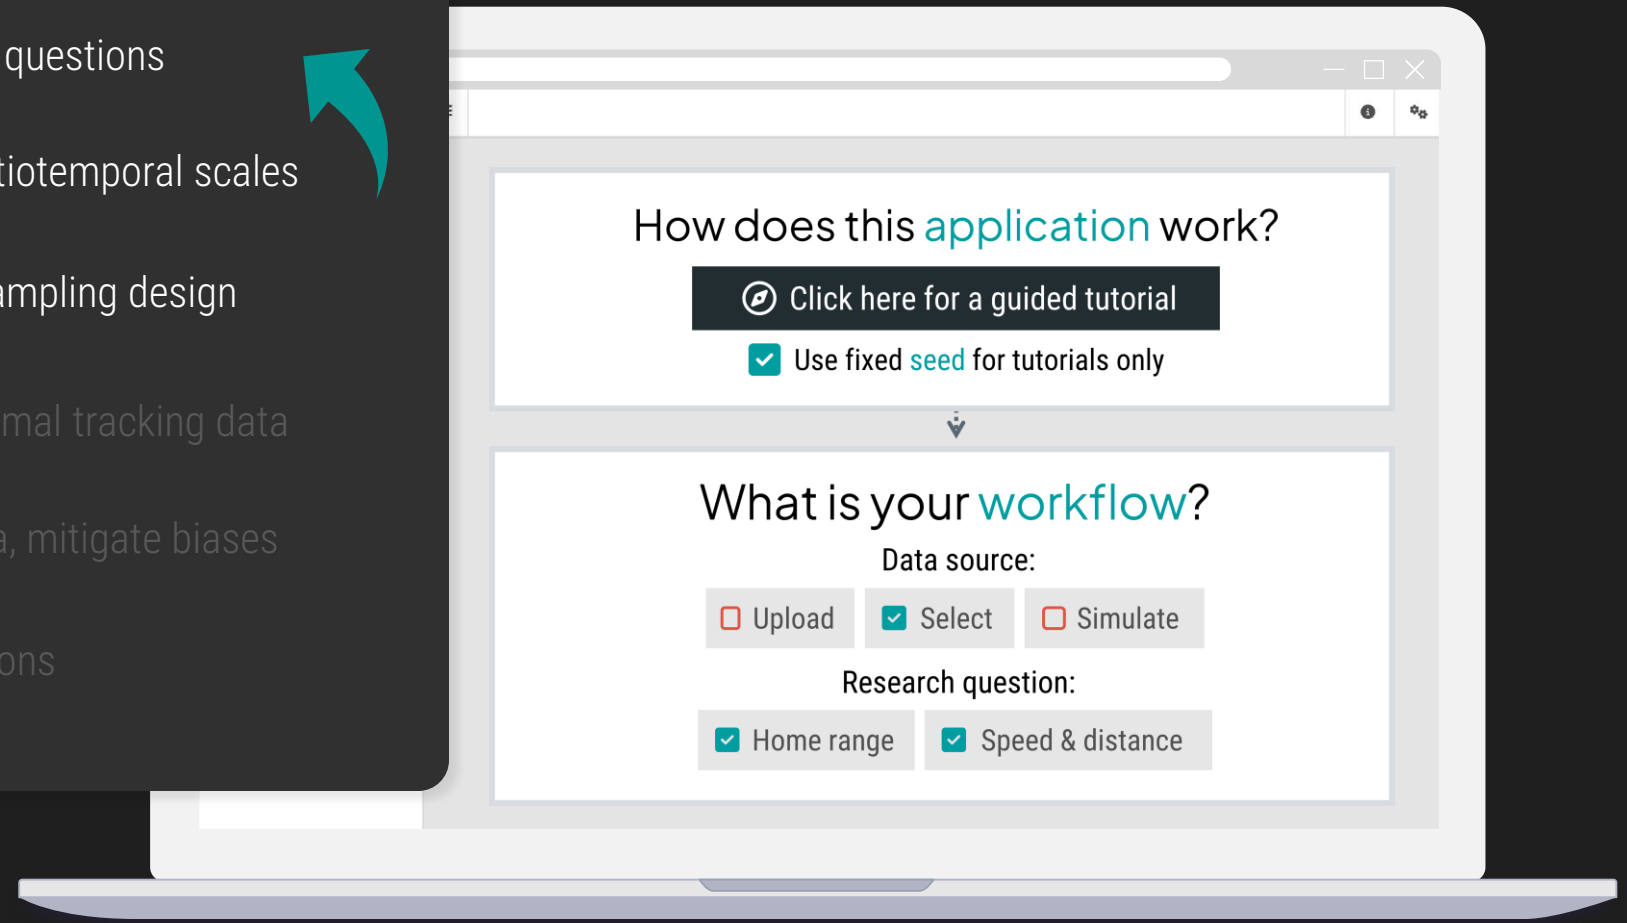 questions
tiotemporal scales
ampling design
mal tracking data
a, mitigate biases
ons
How does this application work?
Click here for a guided tutorial
Use fixed seed for tutorials only
What is your workflow?
Data source:
Upload Select Simulate
Research question:
Home range Speed & distance